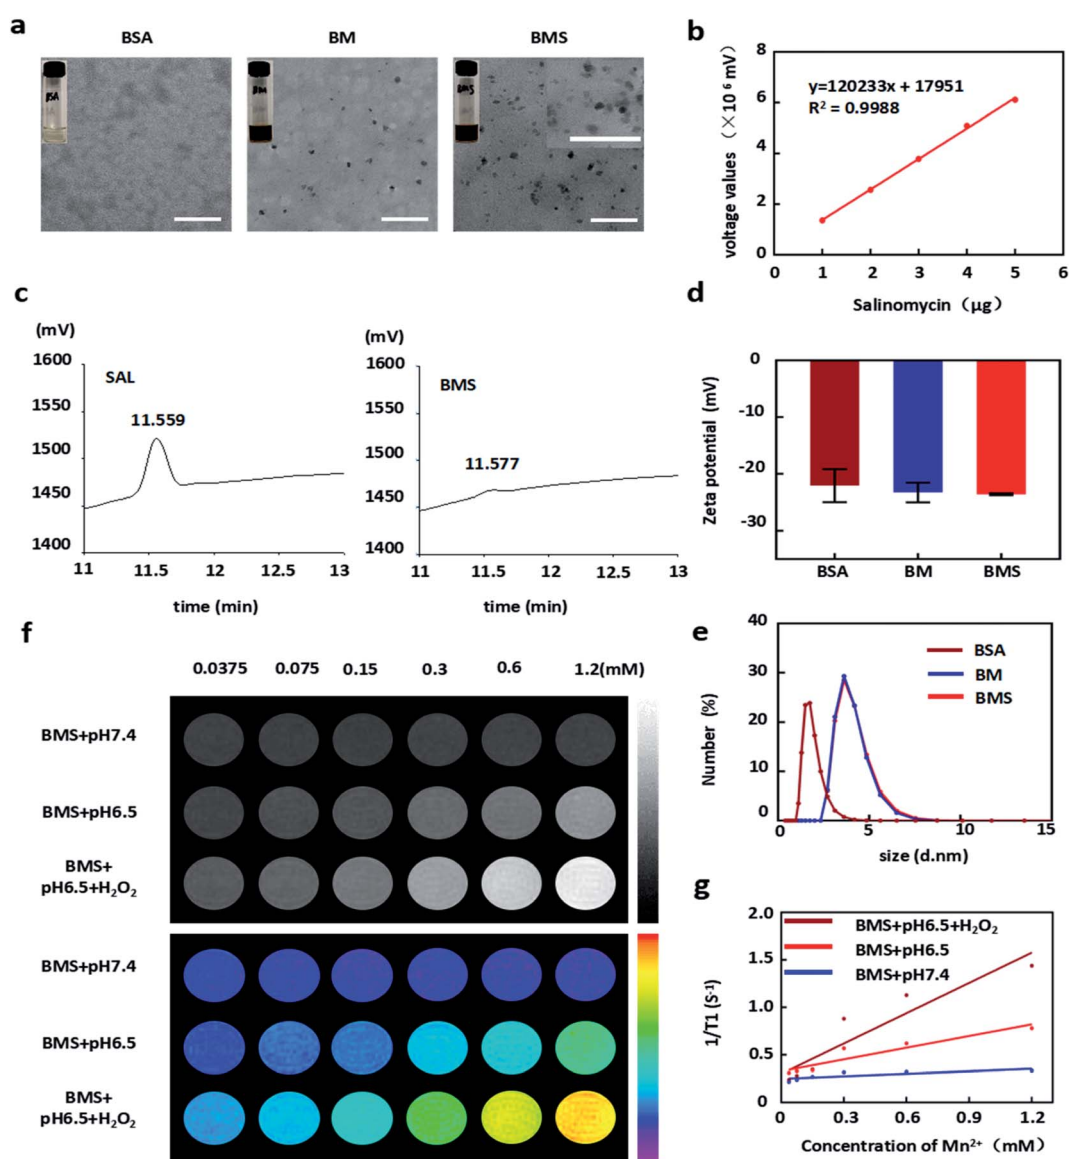 a
BSA
BM
BMS
BSA
BM
BMS
b
voltage values （×10 ⁶ mV）
y=120233x + 17951
R² = 0.9988
8
6
4
2
0
0 1 2 3 4 5 6
Salinomycin（μg）
c
(mV)
1600
1550
1500
1450
1400
SAL
11.559
11 11.5 12 12.5 13
time (min)
(mV)
1600
1550
1500
1450
1400
BMS
11.577
11 11.5 12 12.5 13
time (min)
d
Zeta potential (mV)
0
-10
-20
-30
BSA BM BMS
e
Number (%)
40
30
20
10
0
BSA
BM
BMS
0 5 10 15
size (d.nm)
f
0.0375 0.075 0.15 0.3 0.6 1.2(mM)
BMS+pH7.4
BMS+pH6.5
BMS+
pH6.5+H₂O₂
BMS+pH7.4
BMS+pH6.5
BMS+
pH6.5+H₂O₂
g
1/T1 (S⁻¹)
2.0
1.5
1.0
0.5
0
BMS+pH6.5+H₂O₂
BMS+pH6.5
BMS+pH7.4
0.3 0.6 0.9 1.2
Concentration of Mn²⁺（mM）